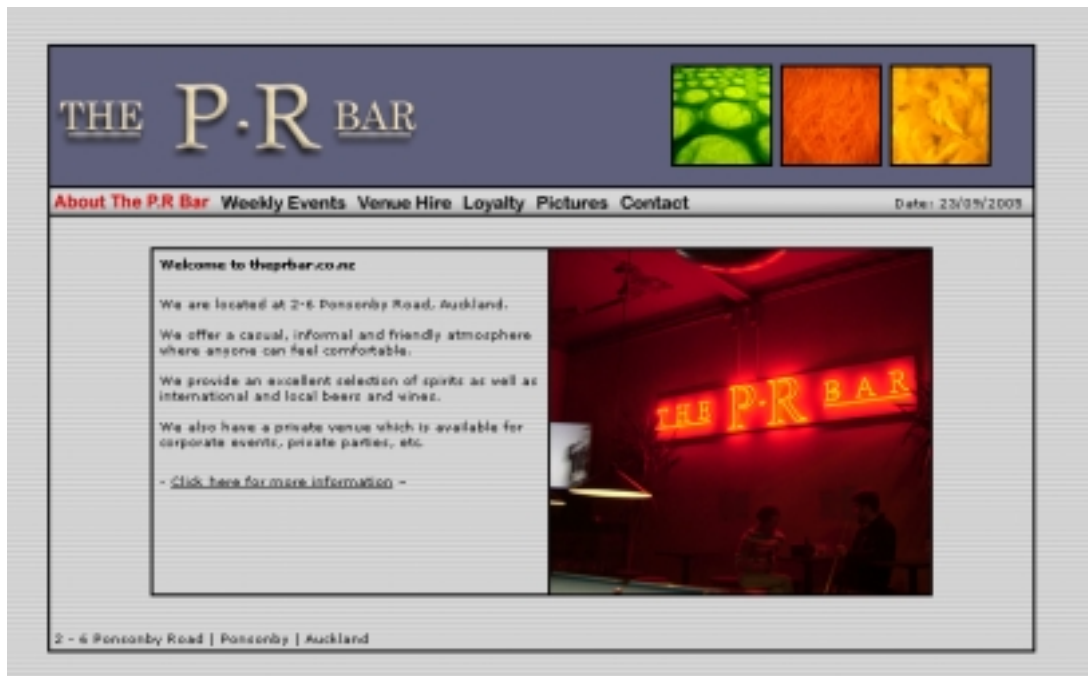 THE P·R BAR
About The P.R Bar Weekly Events Venue Hire Loyalty Pictures Contact
Date: 23/09/2005
Welcome to theprbar.co.nz
We are located at 2-6 Ponsonby Road, Auckland.
We offer a casual, informal and friendly atmosphere
where anyone can feel comfortable.
We provide an excellent selection of spirits as well as
international and local beers and wines.
We also have a private venue which is available for
corporate events, private parties, etc.
- Click here for more information -
THE P·R BAR
2 - 6 Ponsonby Road | Ponsonby | Auckland